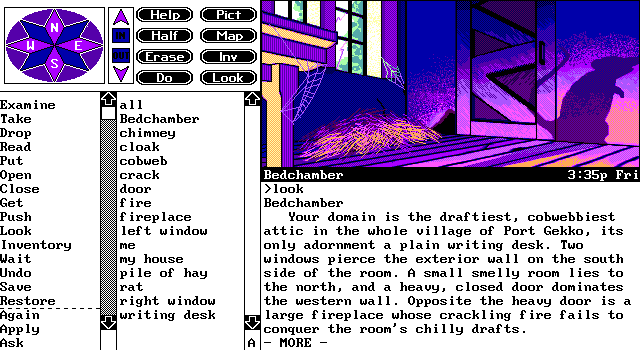 N
W E
S
IN
OUT
Help Pict
Half Map
Erase Inv
Do Look
Examine
Take
Drop
Read
Put
Open
Close
Get
Push
Look
Inventory
Wait
Undo
Save
Restore
Again
Apply
Ask
all
Bedchamber
chimney
cloak
cobweb
crack
door
fire
fireplace
left window
me
my house
pile of hay
rat
right window
writing desk
A
Bedchamber 3:35p Fri
>look
Bedchamber
Your domain is the draftiest, cobwebbiest
attic in the whole village of Port Gekko, its
only adornment a plain writing desk. Two
windows pierce the exterior wall on the south
side of the room. A small smelly room lies to
the north, and a heavy, closed door dominates
the western wall. Opposite the heavy door is a
large fireplace whose crackling fire fails to
conquer the room's chilly drafts.
- MORE -